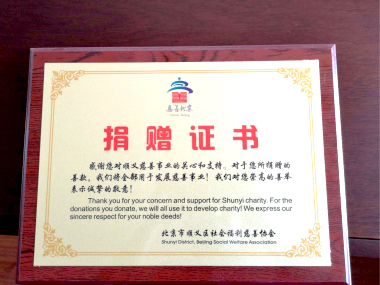 慈善北京
捐赠证书
感谢您对顺义慈善事业的关心和支持，对于您所捐赠的
善款，我们将全部用于发展慈善事业！我们对您崇高的善举
表示诚挚的敬意！
Thank you for your concern and support for Shunyi charity. For the
donations you donate, we will all use it to develop charity! We express our
sincere respect for your noble deeds!
北京市顺义区社会福利慈善协会
Shunyi District, Beijing Social Welfare Association